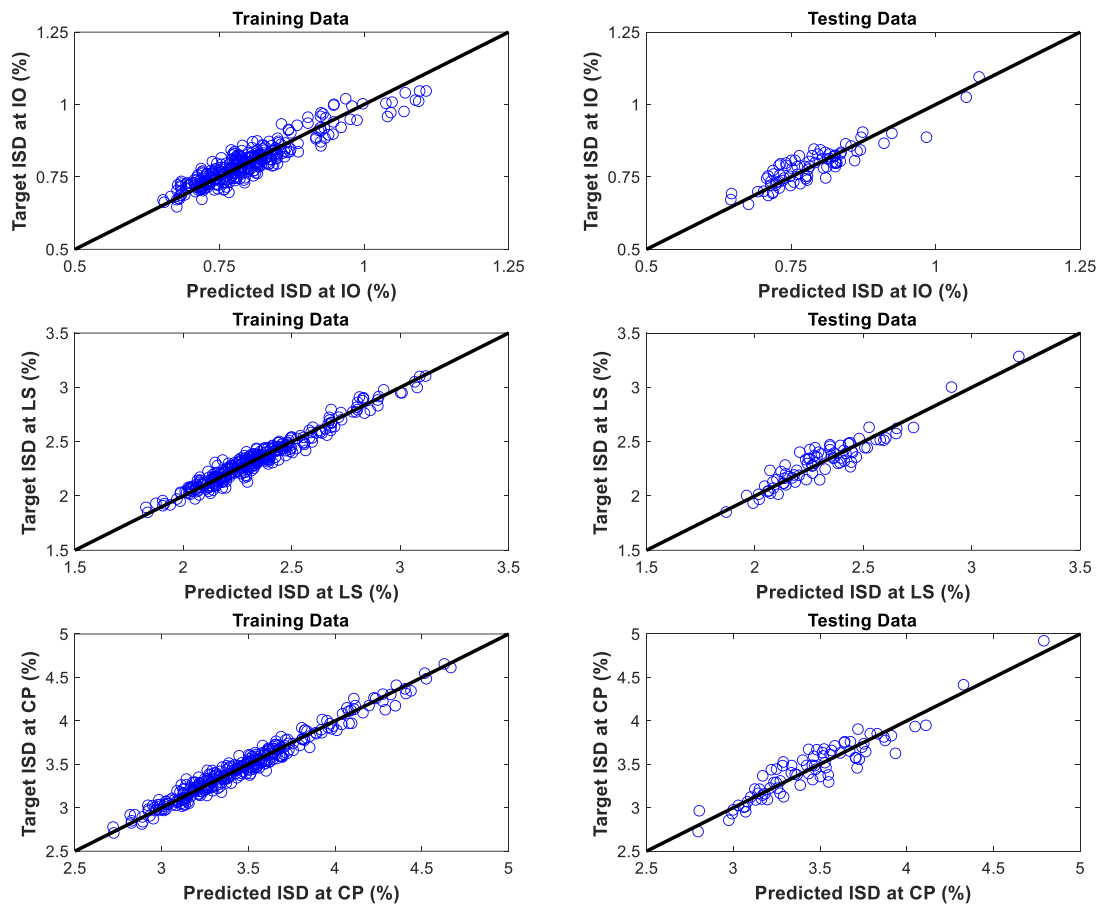 Training Data
Target ISD at IO (%)
1.25
1
0.75
0.5
0.5 0.75 1 1.25
Predicted ISD at IO (%)
Testing Data
Target ISD at IO (%)
1.25
1
0.75
0.5
0.5 0.75 1 1.25
Predicted ISD at IO (%)
Training Data
Target ISD at LS (%)
3.5
3
2.5
2
1.5
1.5 2 2.5 3 3.5
Predicted ISD at LS (%)
Testing Data
Target ISD at LS (%)
3.5
3
2.5
2
1.5
1.5 2 2.5 3 3.5
Predicted ISD at LS (%)
Training Data
Target ISD at CP (%)
5
4.5
4
3.5
3
2.5
2.5 3 3.5 4 4.5 5
Predicted ISD at CP (%)
Testing Data
Target ISD at CP (%)
5
4.5
4
3.5
3
2.5
2.5 3 3.5 4 4.5 5
Predicted ISD at CP (%)